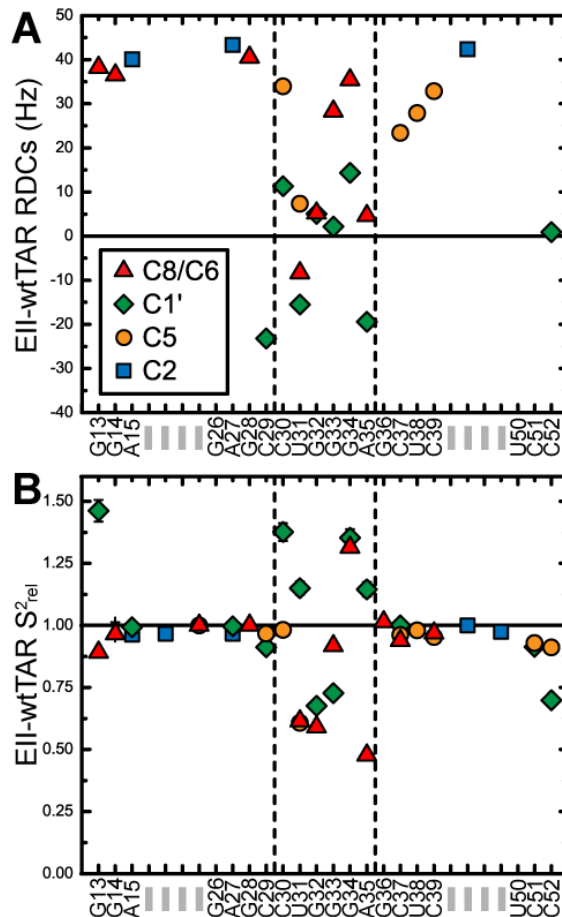 A
EII-wtTAR RDCs (Hz)
50
40
30
20
10
0
-10
-20
-30
-40
C8/C6
C1'
C5
C2
G13
G14
A15
G26
A27
G28
C29
C30
U31
G32
G33
G34
A35
G36
C37
U38
C39
U50
C51
C52
B
EII-wtTAR S²rel
1.50
1.25
1.00
0.75
0.50
0.25
0.00
G13
G14
A15
G26
A27
G28
C29
C30
U31
G32
G33
G34
A35
G36
C37
U38
C39
U50
C51
C52